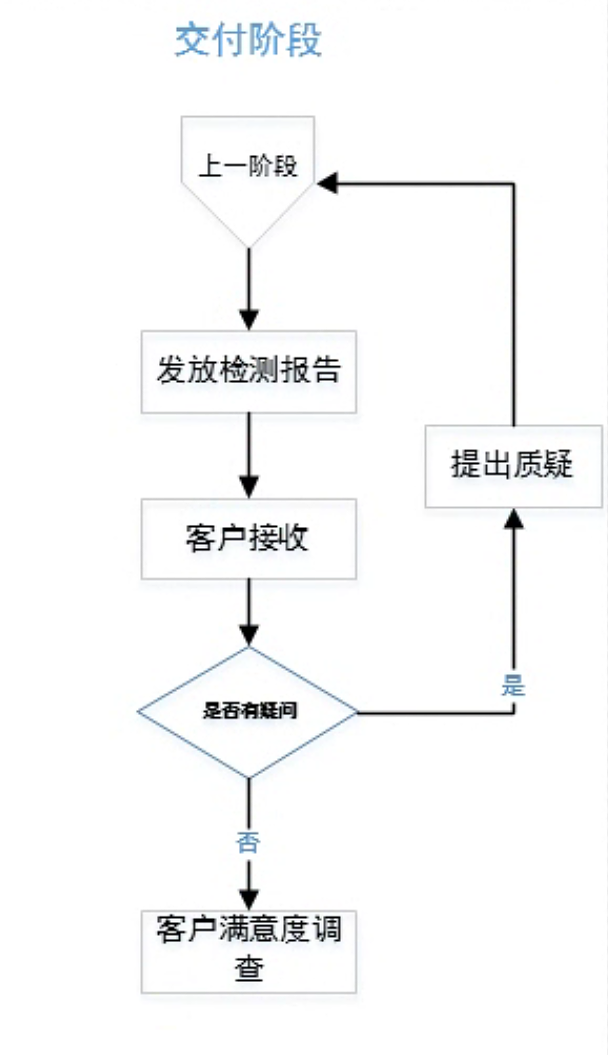 交付阶段
上一阶段
发放检测报告
提出质疑
客户接收
是否有疑问
是
否
客户满意度调
查